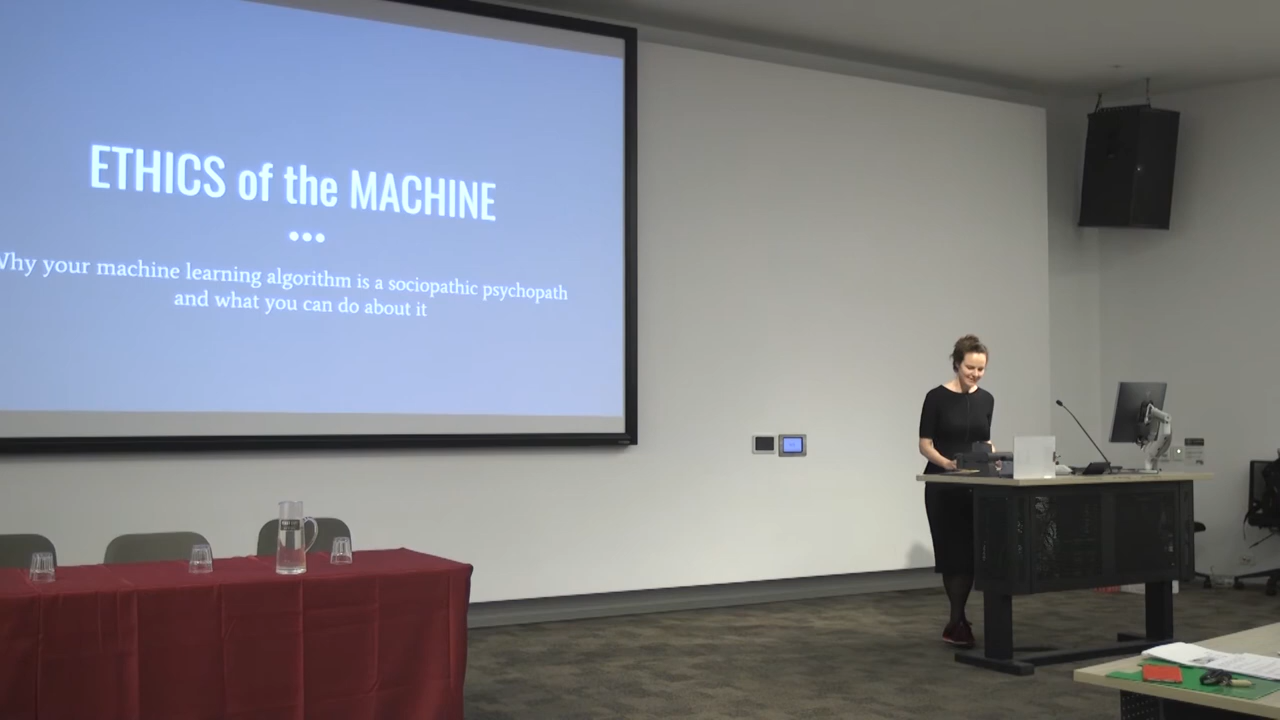 ETHICS of the MACHINE
Why your machine learning algorithm is a sociopathic psychopath
and what you can do about it